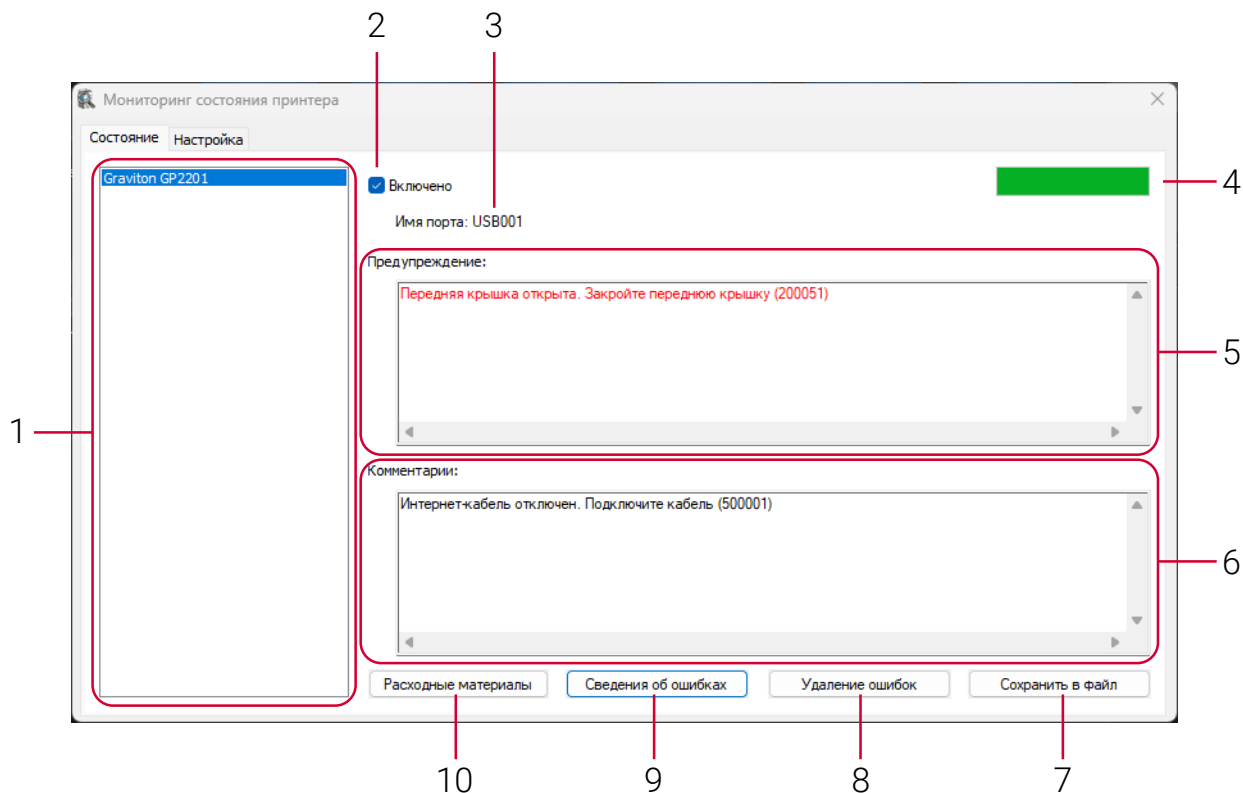 2 3
Мониторинг состояния принтера
Состояние Настройка
Graviton GP2201
Включено
4
Имя порта: USB001
Предупреждение:
Передняя крышка открыта. Закройте переднюю крышку (200051)
5
1
Комментарии:
Интернет-кабель отключен. Подключите кабель (500001)
6
Расходные материалы Сведения об ошибках Удаление ошибок Сохранить в файл
10 9 8 7